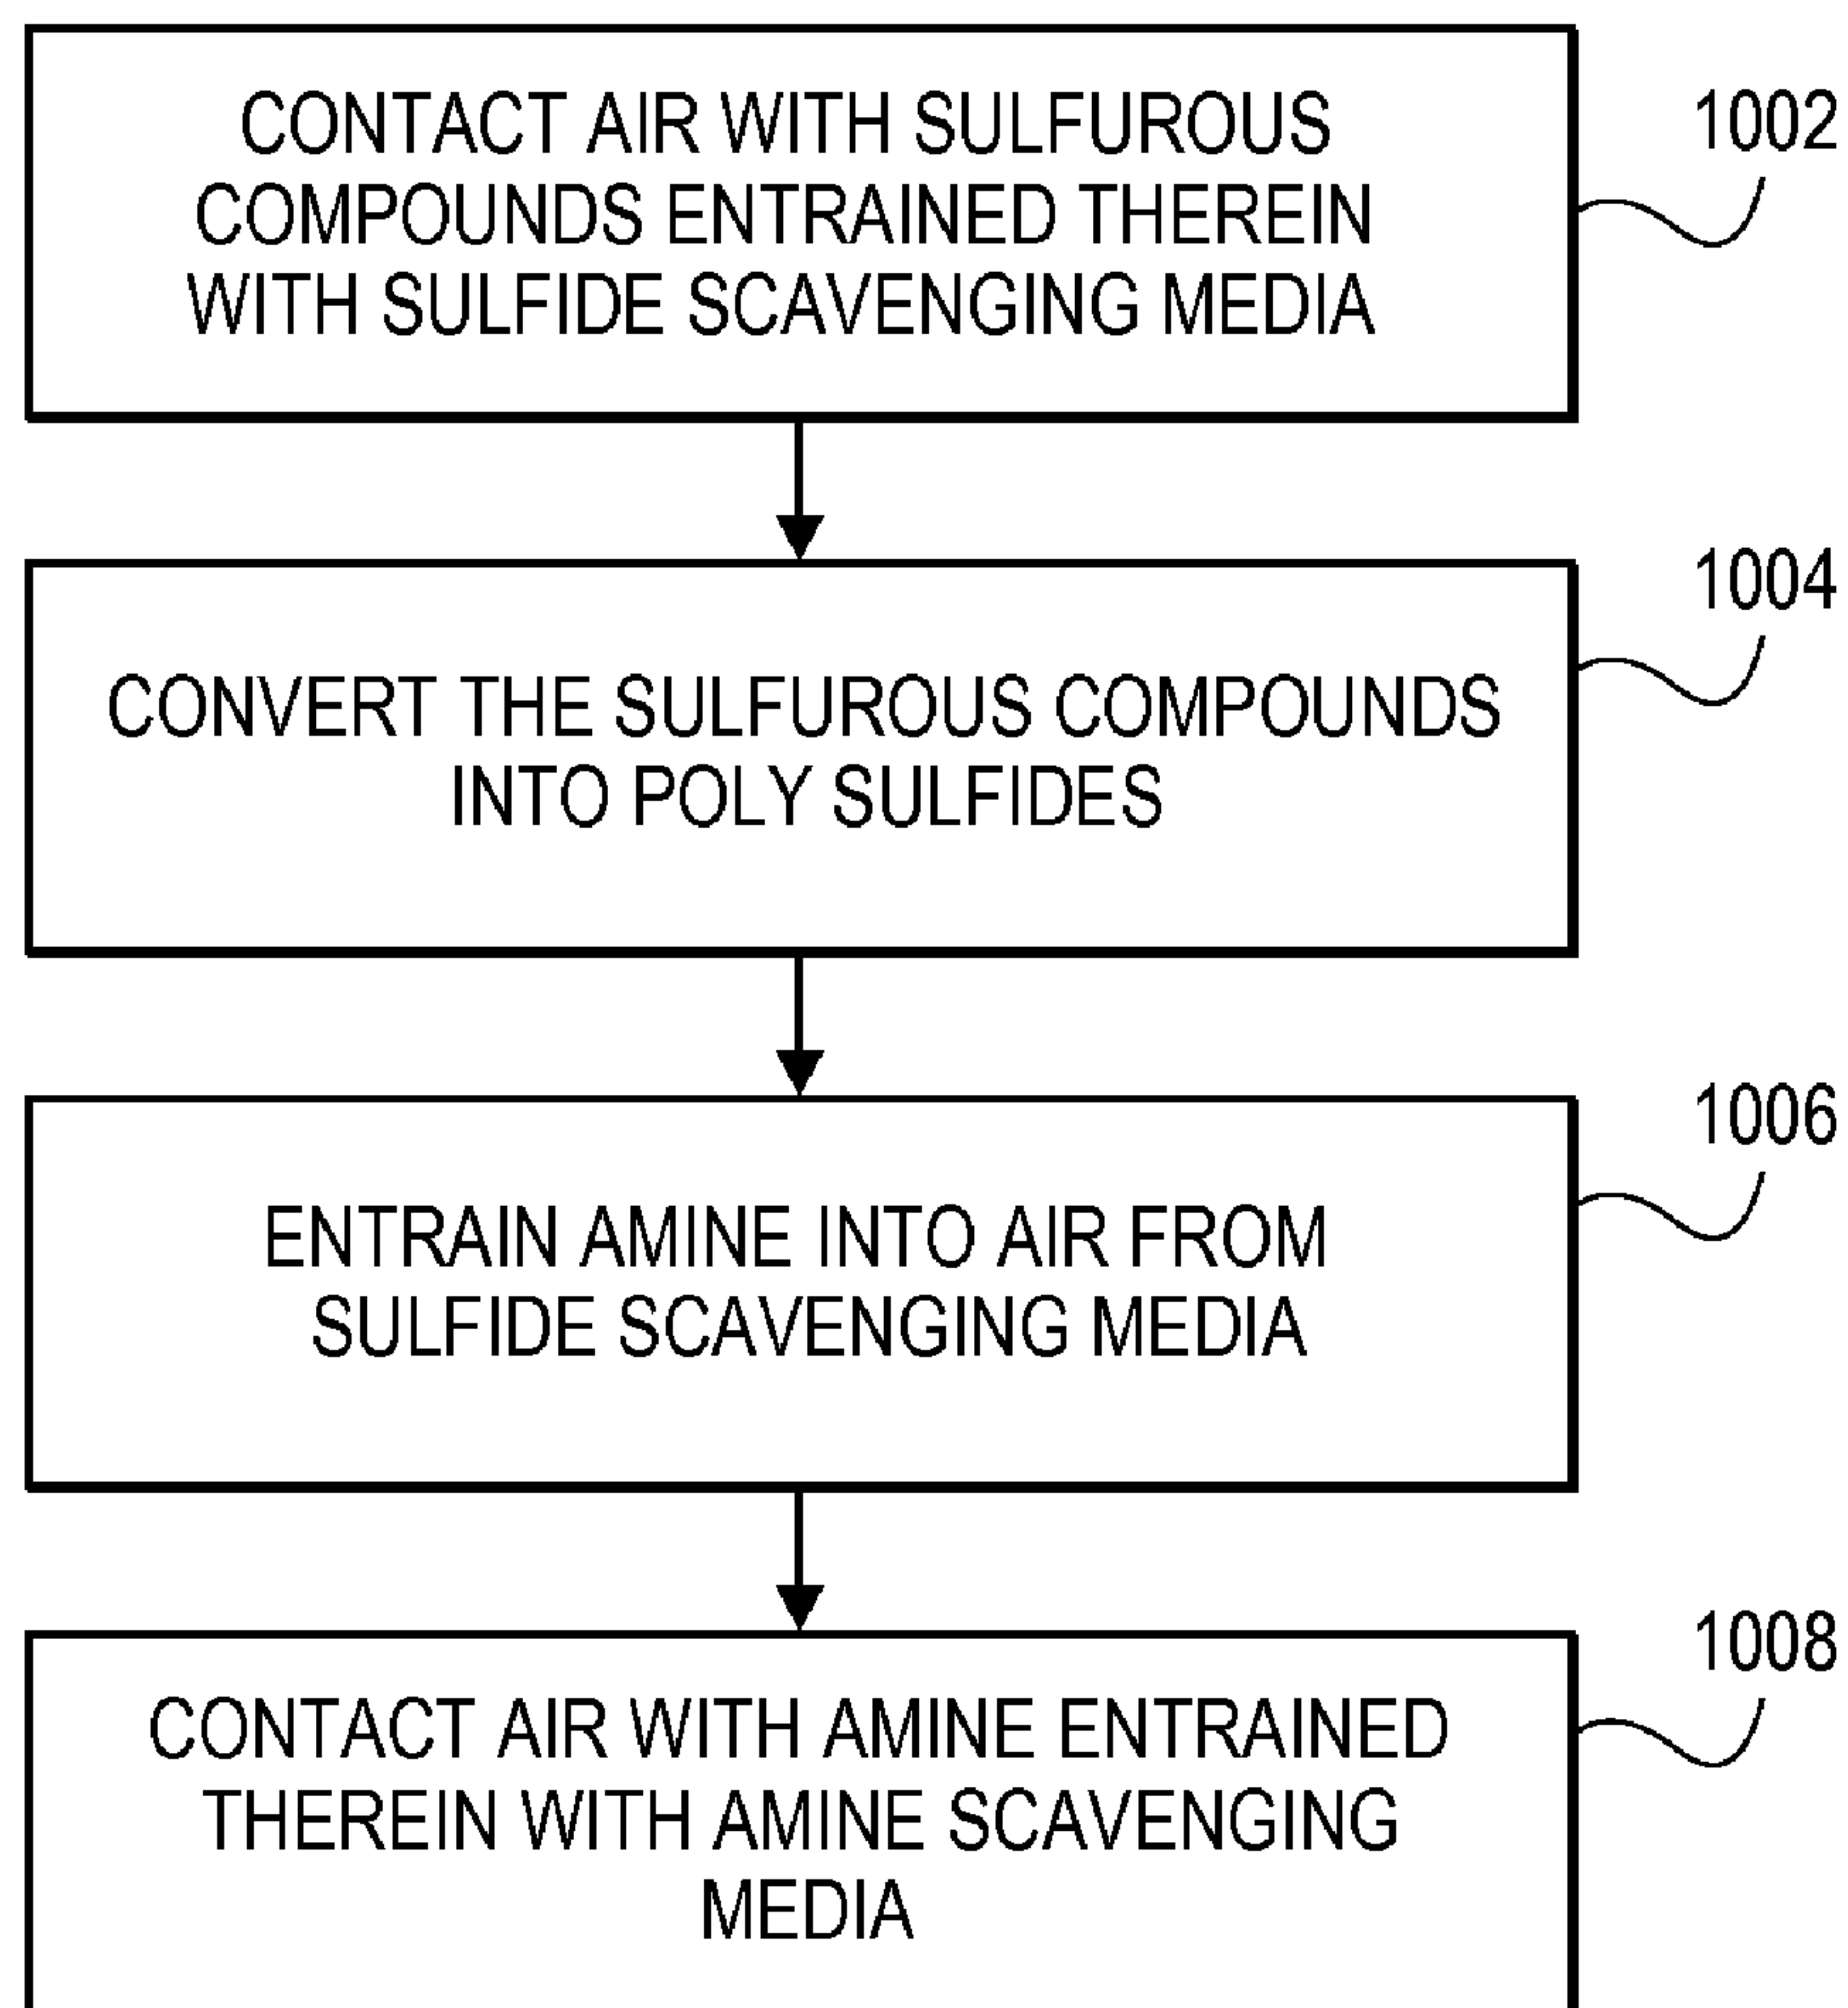 CONTACT AIR WITH SULFUROUS
COMPOUNDS ENTRAINED THEREIN
WITH SULFIDE SCAVENGING MEDIA
1002
CONVERT THE SULFUROUS COMPOUNDS
INTO POLY SULFIDES
1004
ENTRAIN AMINE INTO AIR FROM
SULFIDE SCAVENGING MEDIA
1006
CONTACT AIR WITH AMINE ENTRAINED
THEREIN WITH AMINE SCAVENGING
MEDIA
1008